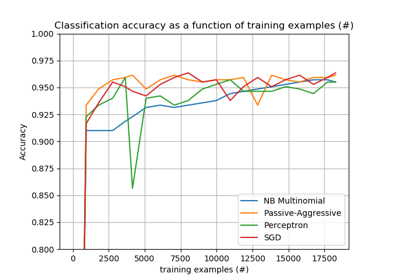 Classification accuracy as a function of training examples (#)
1.000
0.975
0.950
0.925
0.900
0.875
0.850
0.825
0.800
Accuracy
NB Multinomial
Passive-Aggressive
Perceptron
SGD
0 2500 5000 7500 10000 12500 15000 17500
training examples (#)